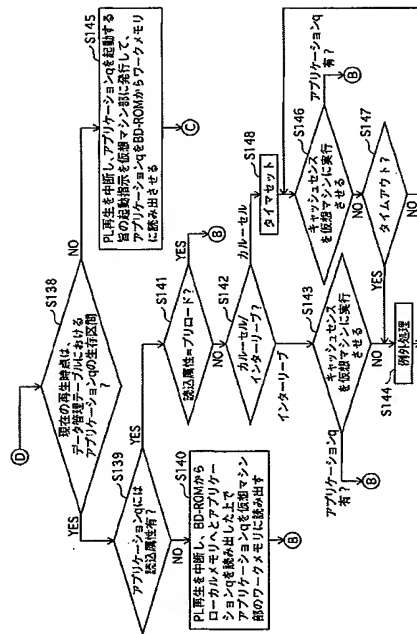 D
S138
現在の再生時点は、
データ管理テーブルにおける
アプリケーションqの生存区間
?
YES
NO
S145
PL再生を中断し、アプリケーションqを起動する
旨の起動指示を仮想マシン部に発行して、
アプリケーションqをBD-ROMからワークメモリ
に読み出させる
C
S139
アプリケーションqには
読込属性有?
YES
NO
S140
PL再生を中断し、BD-ROMから
ローカルメモリへとアプリケー
ションqを読み出した上で
アプリケーションqを仮想マシン
部のワークメモリに読み出す
B
S141
読込属性=プリロード?
YES
B
NO
S142
カルーセル/
インターリーブ?
カルーセル
インターリーブ
S143
キャッシュセンス
を仮想マシンに実行
させる
アプリケーションq
有?
B
NO
S144
例外処理
S148
タイマセット
S146
キャッシュセンス
を仮想マシンに実行
させる
アプリケーションq
有?
B
NO
S147
タイムアウト?
YES
NO